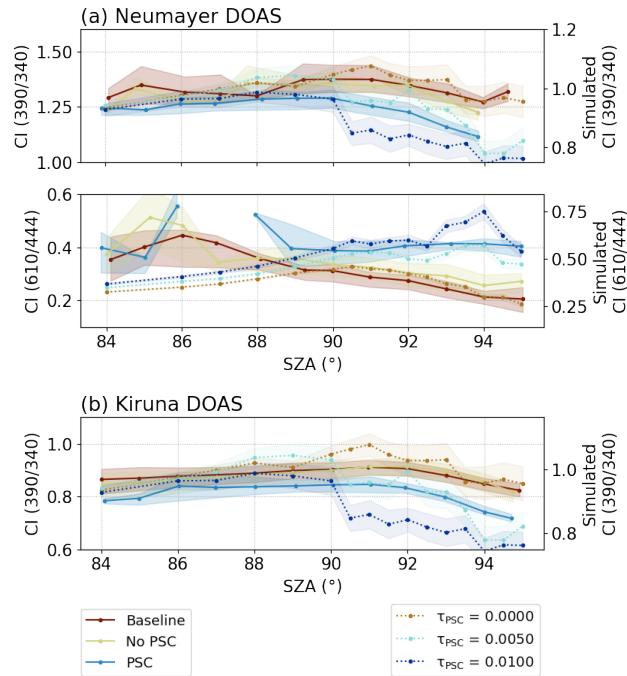 (a) Neumayer DOAS
CI (390/340)
1.50
1.25
1.00
1.2
1.0
0.8
Simulated
CI (390/340)
CI (610/444)
0.6
0.4
0.2
0.75
0.50
0.25
Simulated
CI (610/444)
84 86 88 90 92 94
SZA (°)
(b) Kiruna DOAS
CI (390/340)
1.0
0.8
0.6
1.0
0.8
Simulated
CI (390/340)
84 86 88 90 92 94
SZA (°)
Baseline
No PSC
PSC
τPSC = 0.0000
τPSC = 0.0050
τPSC = 0.0100